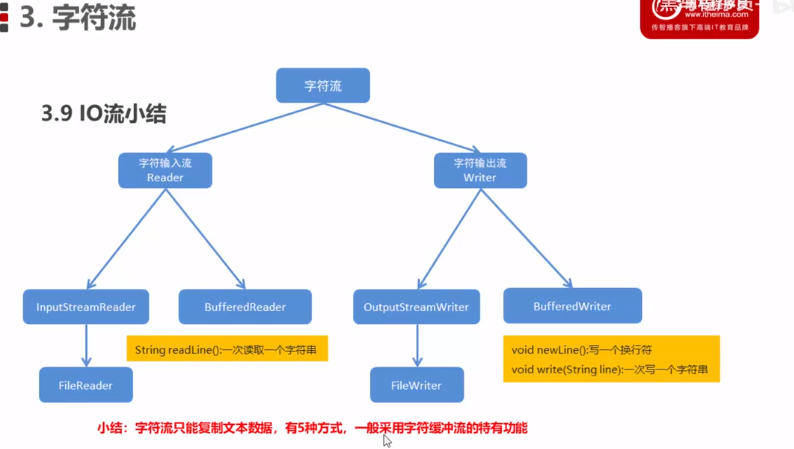 3. 字符流
www.itheima.com
传智播客旗下高端IT教育品牌
字符流
3.9 IO流小结
字符输入流
Reader
字符输出流
Writer
InputStreamReader
BufferedReader
OutputStreamWriter
BufferedWriter
String readLine():一次读取一个字符串
void newLine():写一个换行符
void write(String line):一次写一个字符串
FileReader
FileWriter
小结：字符流只能复制文本数据，有5种方式，一般采用字符缓冲流的特有功能